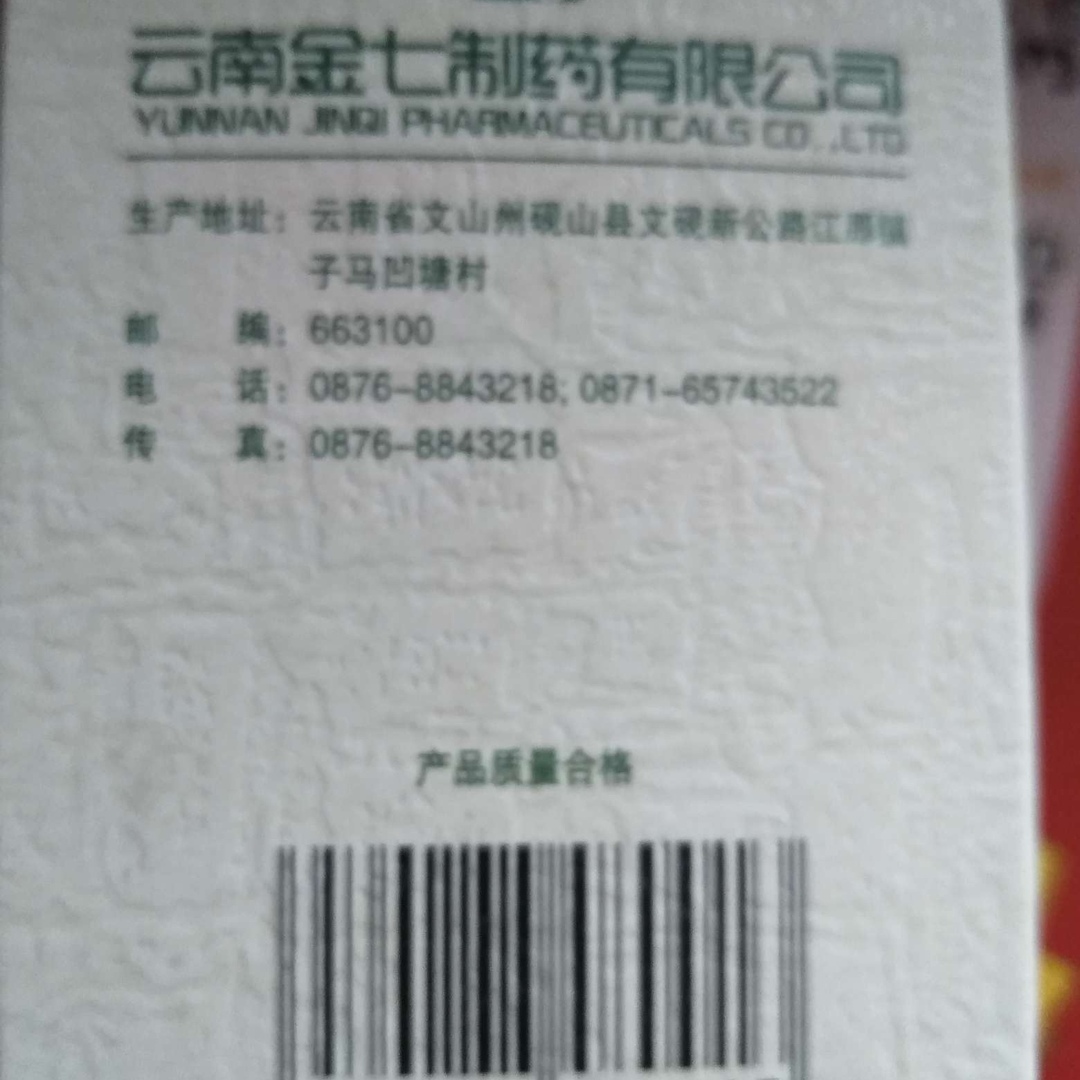 云南金七制药有限公司
YUNNAN JINQI PHARMACEUTICALS CO.,LTD
生产地址：云南省文山州砚山县文砚新公路江那镇
子马凹塘村
邮 编：663100
电 话：0876-8843218; 0871-65743522
传 真：0876-8843218
产品质量合格